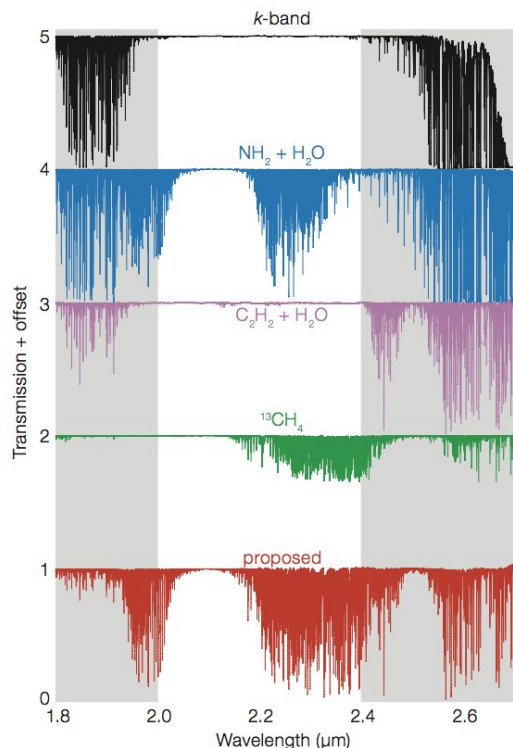 k-band
5
NH₂ + H₂O
4
3
C₂H₂ + H₂O
¹³CH₄
2
proposed
1
0
Transmission + offset
1.8 2.0 2.2 2.4 2.6
Wavelength (μm)